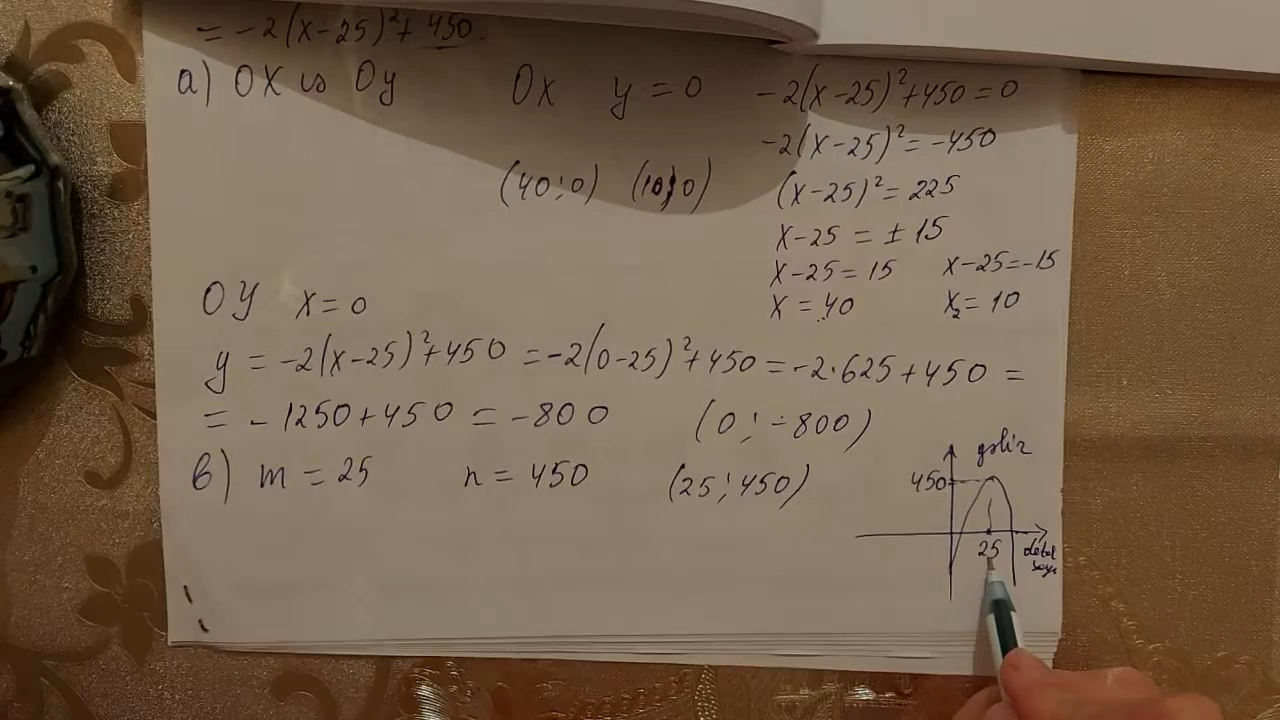 = -2(x-25)²+450
a) OX və Oy Ox y = 0 -2(x-25)²+450=0
-2(x-25)²=-450
(40;0) (10;0) (x-25)²=225
x-25 = ±15
x-25=15 x-25=-15
x = 40 x₂= 10
OY x=0
y = -2(x-25)²+450 = -2(0-25)²+450 = -2·625+450 =
= -1250+450 = -800 (0;-800)
b) m = 25 n = 450 (25;450)
gəlir
450
25
detal
sayı